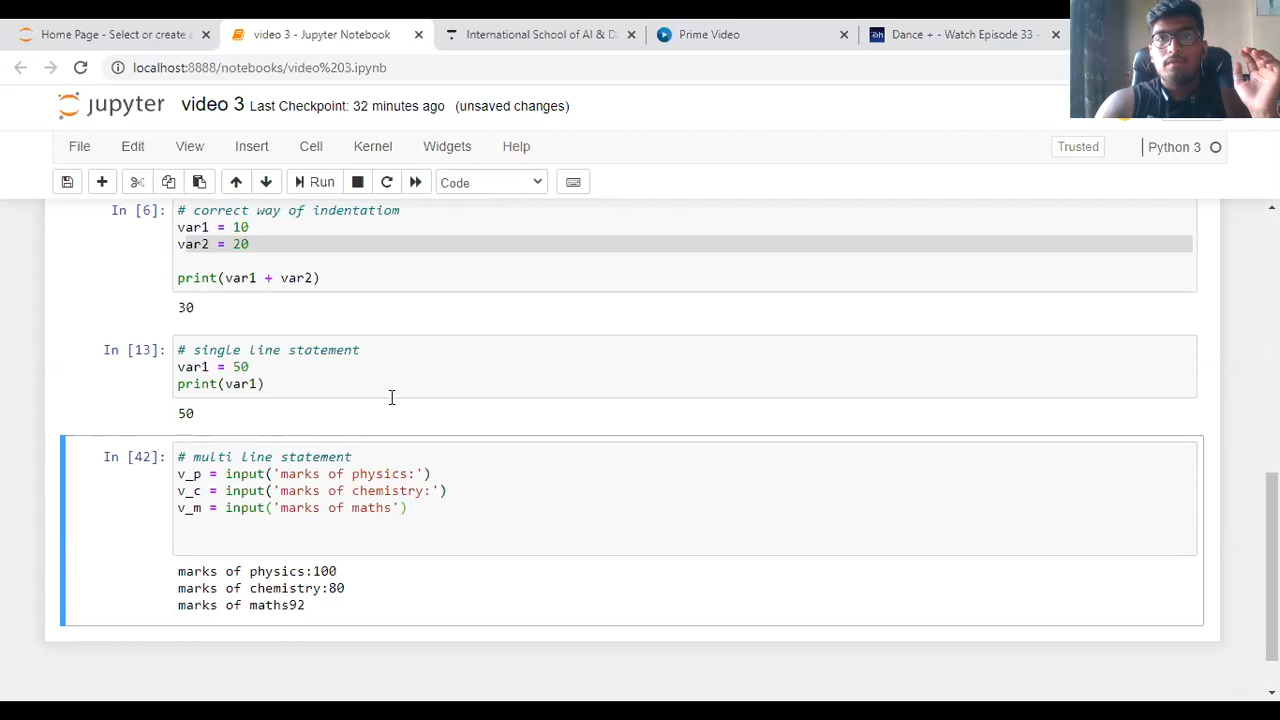 Home Page - Select or create
video 3 - Jupyter Notebook
International School of AI & Da
Prime Video
Dance + - Watch Episode 33 -
localhost:8888/notebooks/video%203.ipynb
jupyter video 3 Last Checkpoint: 32 minutes ago (unsaved changes)
File Edit View Insert Cell Kernel Widgets Help Trusted Python 3
Run Code
In [6]: # correct way of indentatiom
var1 = 10
var2 = 20
print(var1 + var2)
30
In [13]: # single line statement
var1 = 50
print(var1)
50
In [42]: # multi line statement
v_p = input('marks of physics:')
v_c = input('marks of chemistry:')
v_m = input('marks of maths')
marks of physics:100
marks of chemistry:80
marks of maths92